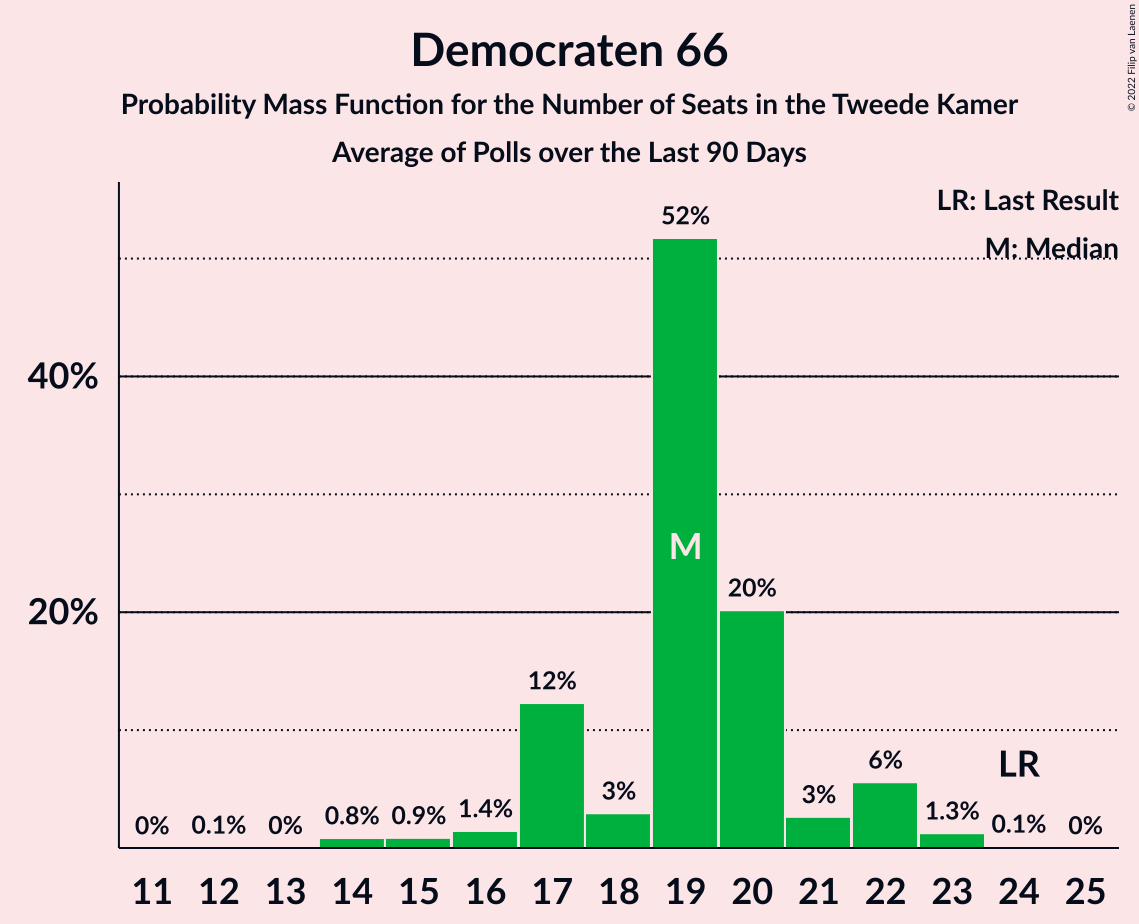 Democraten 66
Probability Mass Function for the Number of Seats in the Tweede Kamer
Average of Polls over the Last 90 Days
© 2022 Filip van Laenen
LR: Last Result
M: Median
40%
20%
0% 0.1% 0% 0.8% 0.9% 1.4% 12% 3% 52% 20% 3% 6% 1.3% 0.1% 0%
M
LR
11 12 13 14 15 16 17 18 19 20 21 22 23 24 25